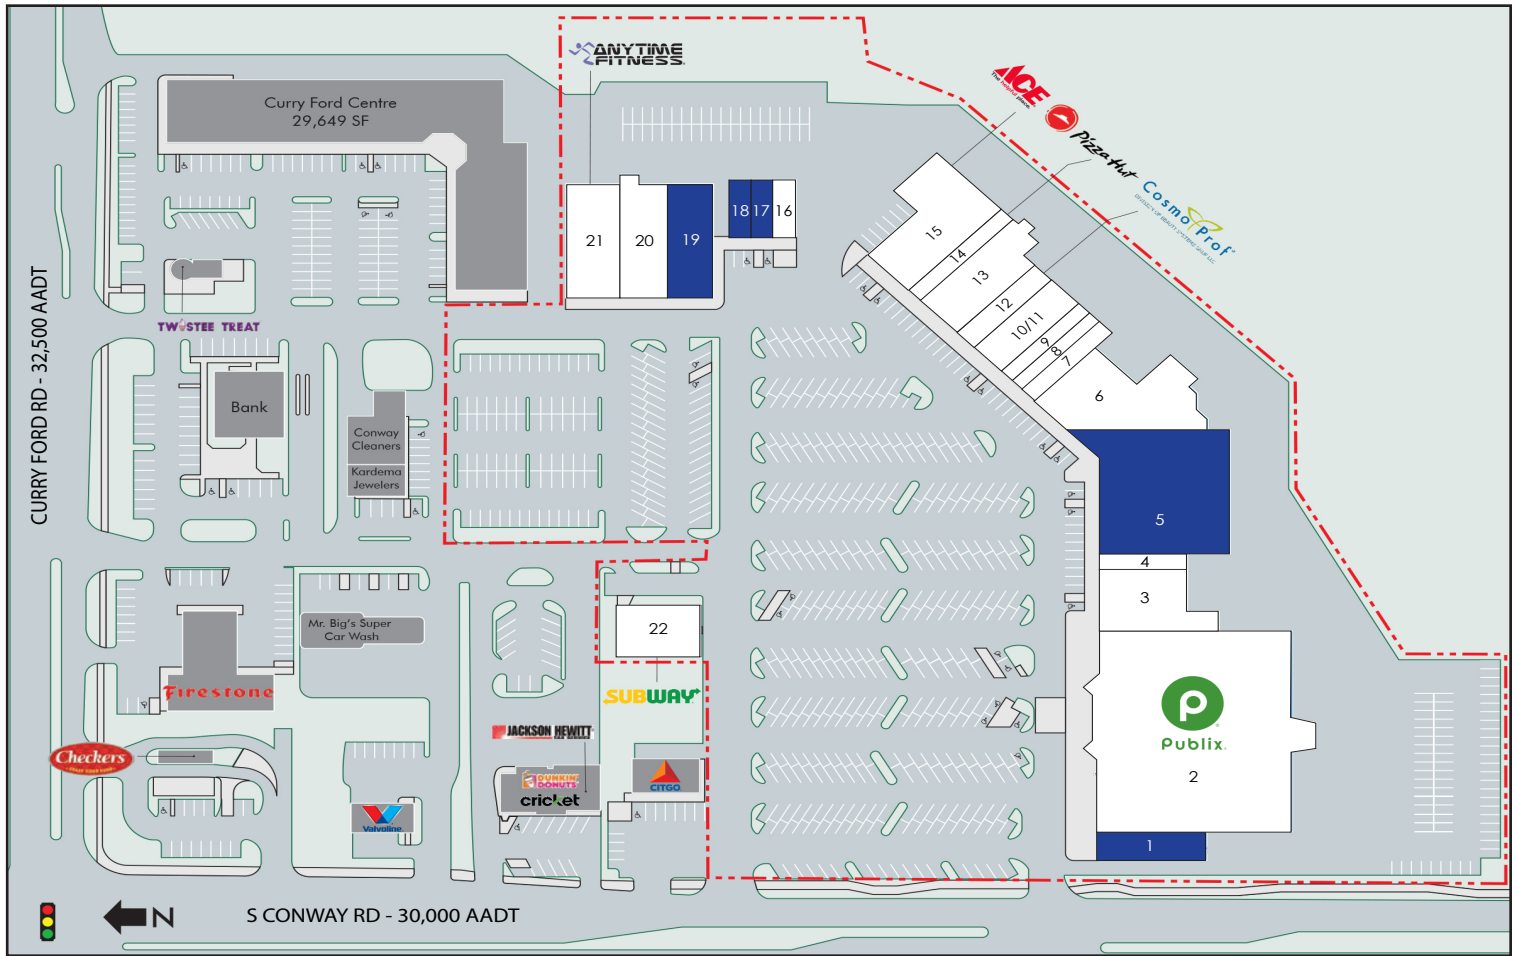 ANYTIME
FITNESS
ACE
The helpful place.
Pizza Hut
CosmoProf
Curry Ford Centre
29,649 SF
21
20
19
18
17
16
15
14
13
12
10/11
9
8
7
6
5
4
3
CURRY FORD RD - 32,500 AADT
TWISTEE TREAT
Bank
Conway
Cleaners
Kardema
Jewelers
Mr. Big's Super
Car Wash
22
SUBWAY
Firestone
JACKSON HEWITT
Checkers
DUNKIN'
DONUTS
cricket
CITGO
Valvoline
P
Publix
2
1
N
S CONWAY RD - 30,000 AADT